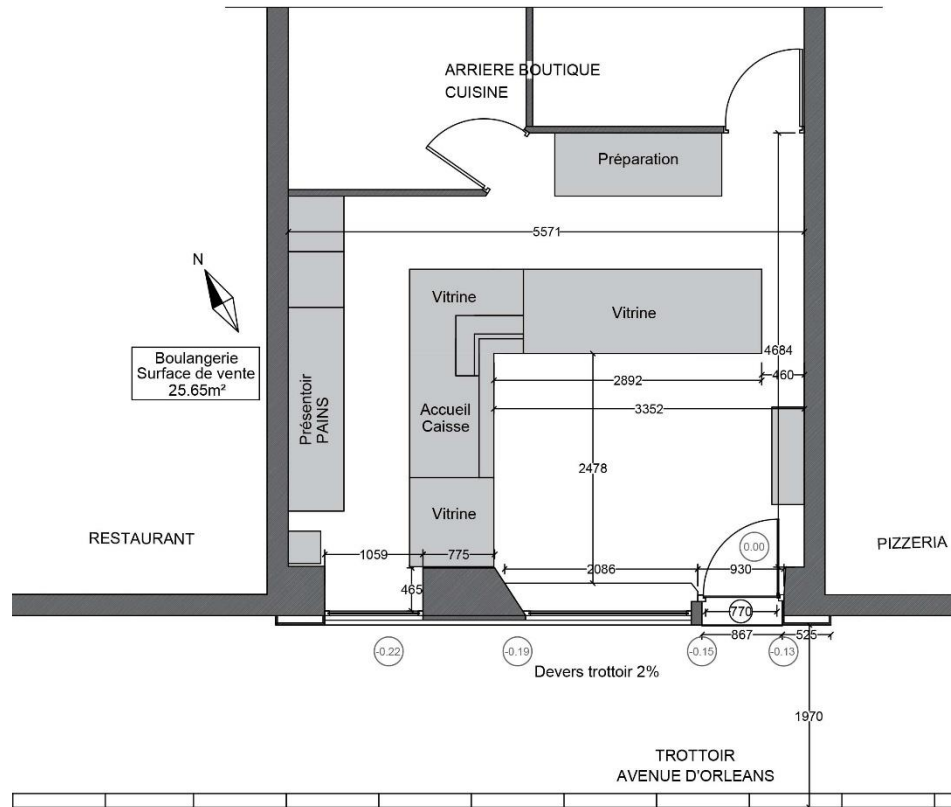 ARRIERE BOUTIQUE
CUISINE
Préparation
5571
N
Vitrine
Vitrine
Boulangerie
Surface de vente
25.65m²
4684
460
2892
3352
Présentoir
PAINS
Accueil
Caisse
2478
Vitrine
RESTAURANT
PIZZERIA
0.00
1059
775
2086
930
465
770
867
525
-0.22
-0.19
-0.15
-0.13
Devers trottoir 2%
1970
TROTTOIR
AVENUE D'ORLEANS